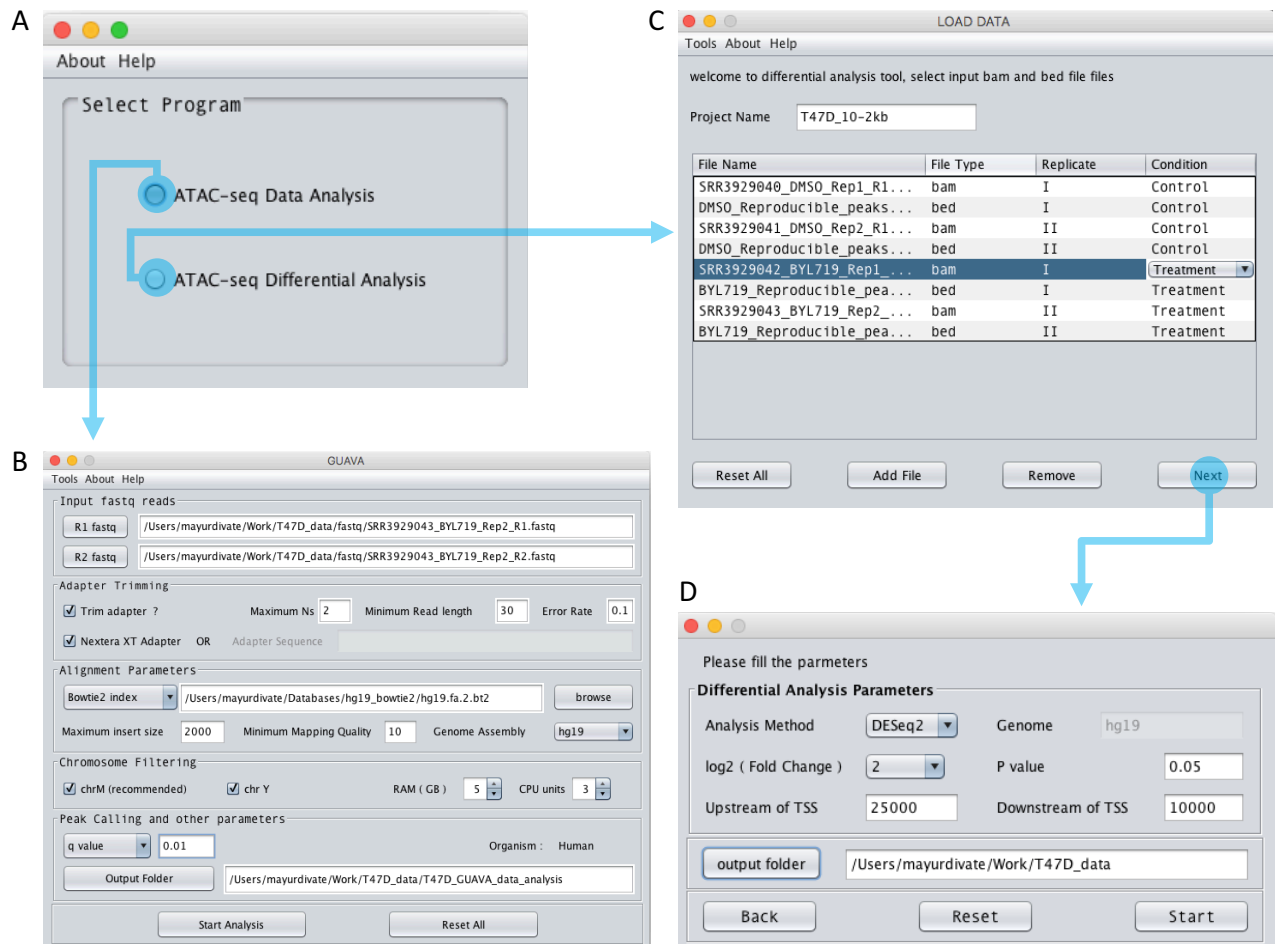 A
About Help
Select Program
ATAC-seq Data Analysis
ATAC-seq Differential Analysis
B
GUAVA
Tools About Help
Input fastq reads
R1 fastq /Users/mayurdivate/Work/T47D_data/fastq/SRR3929043_BYL719_Rep2_R1.fastq
R2 fastq /Users/mayurdivate/Work/T47D_data/fastq/SRR3929043_BYL719_Rep2_R2.fastq
Adapter Trimming
Trim adapter ? Maximum Ns 2 Minimum Read length 30 Error Rate 0.1
Nextera XT Adapter OR Adapter Sequence
Alignment Parameters
Bowtie2 index /Users/mayurdivate/Databases/hg19_bowtie2/hg19.fa.2.bt2 browse
Maximum insert size 2000 Minimum Mapping Quality 10 Genome Assembly hg19
Chromosome Filtering
chrM (recommended) chr Y RAM ( GB ) 5 CPU units 3
Peak Calling and other parameters
q value 0.01 Organism : Human
Output Folder /Users/mayurdivate/Work/T47D_data/T47D_GUAVA_data_analysis
Start Analysis Reset All
C
LOAD DATA
Tools About Help
welcome to differential analysis tool, select input bam and bed file files
Project Name T47D_10-2kb
File Name File Type Replicate Condition
SRR3929040_DMSO_Rep1_R1... bam I Control
DMSO_Reproducible_peaks... bed I Control
SRR3929041_DMSO_Rep2_R1... bam II Control
DMSO_Reproducible_peaks... bed II Control
SRR3929042_BYL719_Rep1_... bam I Treatment
BYL719_Reproducible_pea... bed I Treatment
SRR3929043_BYL719_Rep2_... bam II Treatment
BYL719_Reproducible_pea... bed II Treatment
Reset All Add File Remove Next
D
Please fill the parmeters
Differential Analysis Parameters
Analysis Method DESeq2 Genome hg19
log2 ( Fold Change ) 2 P value 0.05
Upstream of TSS 25000 Downstream of TSS 10000
output folder /Users/mayurdivate/Work/T47D_data
Back Reset Start